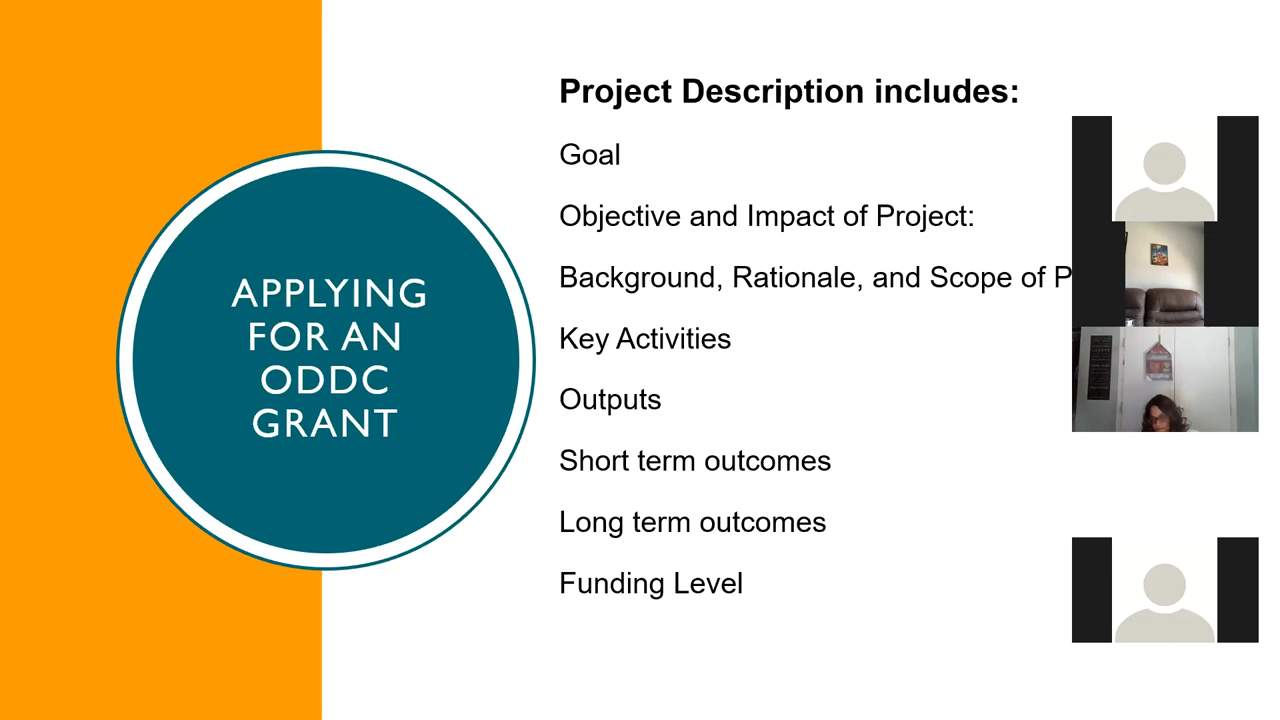 APPLYING
FOR AN
ODDC
GRANT
Project Description includes:
Goal
Objective and Impact of Project:
Background, Rationale, and Scope of P
Key Activities
Outputs
Short term outcomes
Long term outcomes
Funding Level